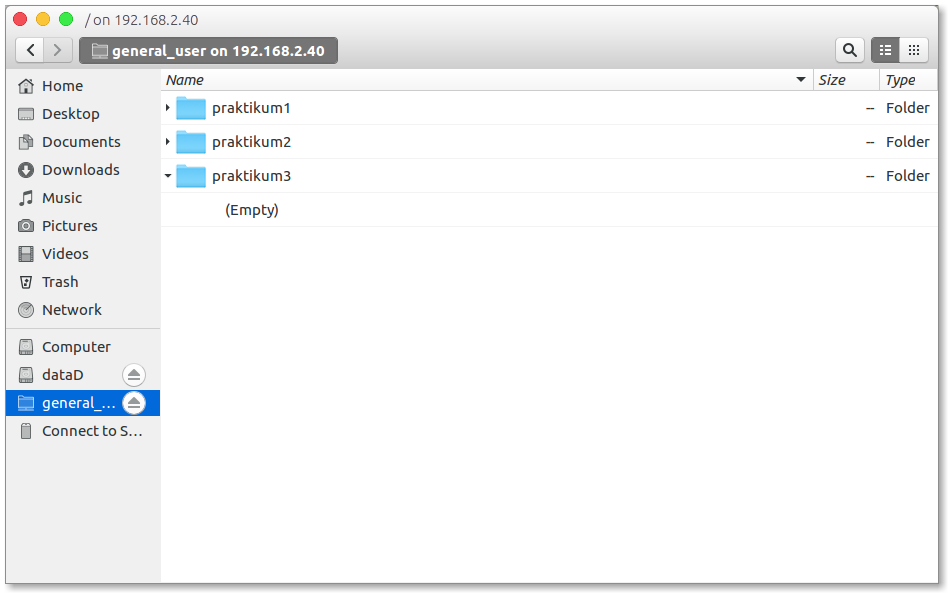 / on 192.168.2.40
general_user on 192.168.2.40
Name Size Type
praktikum1 -- Folder
praktikum2 -- Folder
praktikum3 -- Folder
(Empty)
Home
Desktop
Documents
Downloads
Music
Pictures
Videos
Trash
Network
Computer
dataD
general_...
Connect to S...